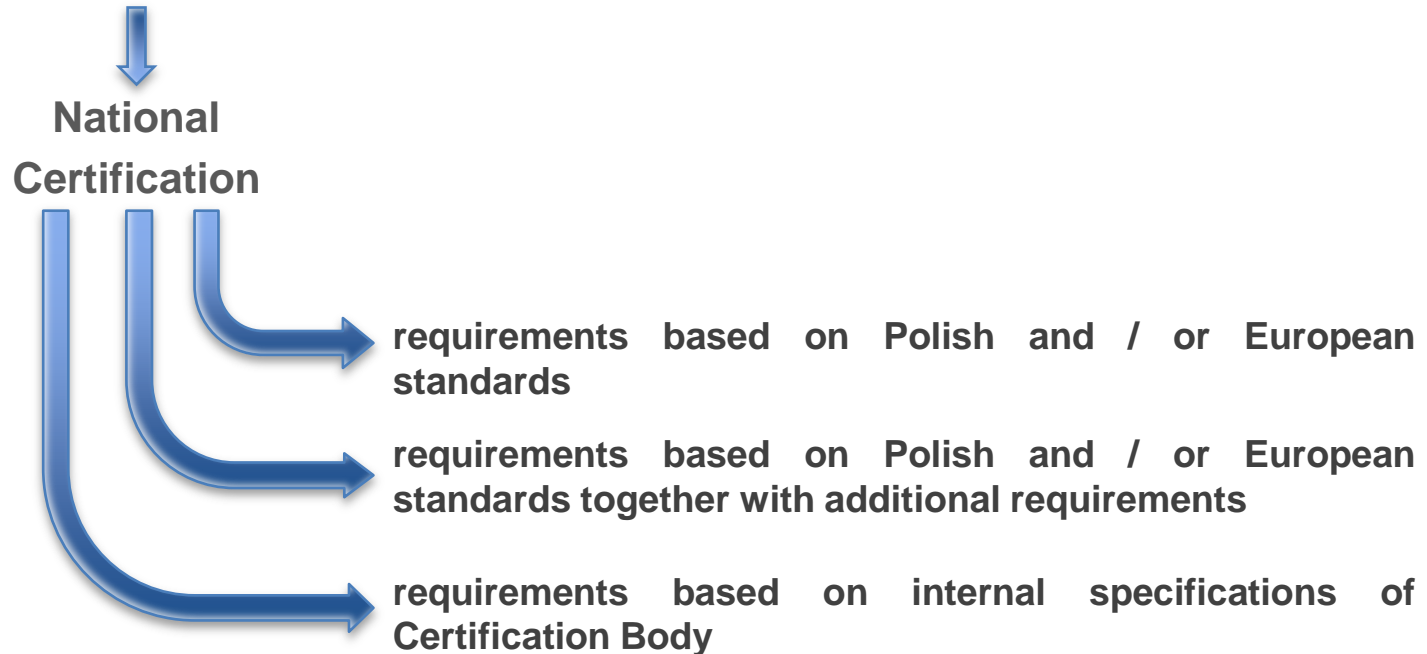 National
Certification
requirements based on Polish and / or European
standards
requirements based on Polish and / or European
standards together with additional requirements
requirements based on internal specifications of
Certification Body